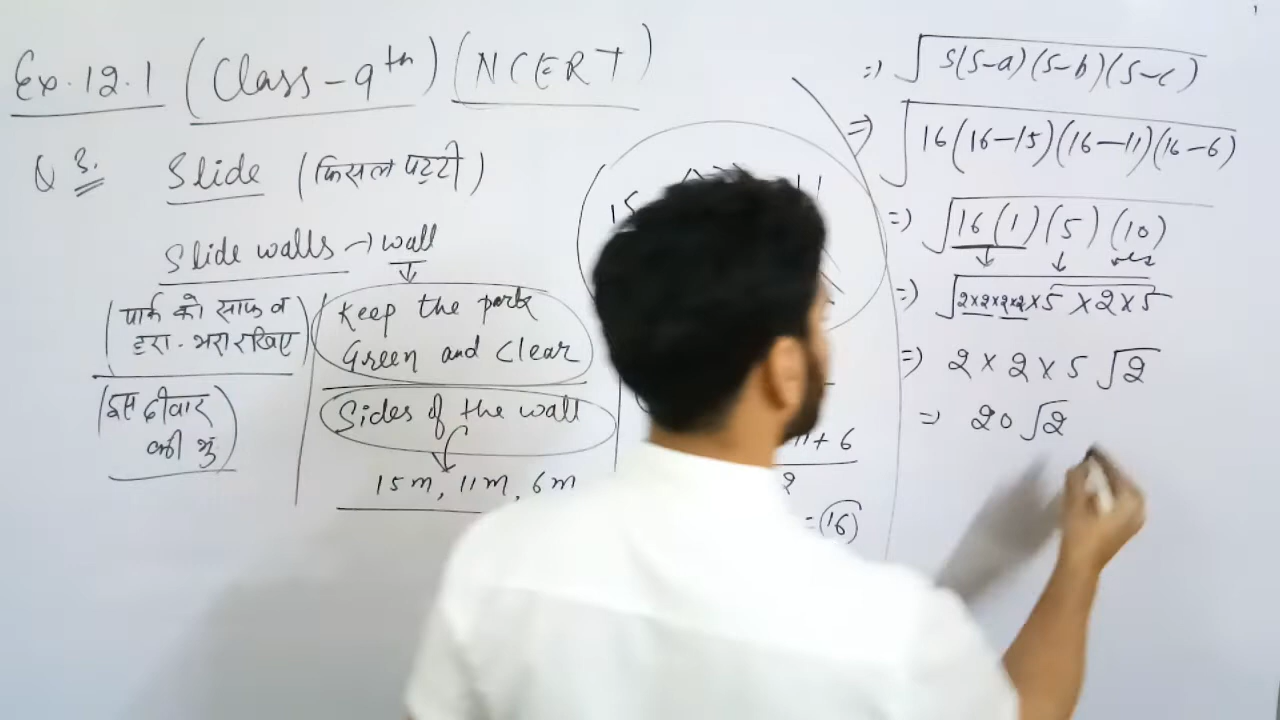 Ex. 12.1 (Class-9th) (NCERT)
Q 3. Slide (फिसल पट्टी)
Slide walls → wall
(पार्क को साफ व
हरा-भरा रखिए)
(इस दीवार
की भु
Keep the park
Green and Clear
Sides of the wall
15m, 11m, 6m
15
11
+ 6
2
= 16
⇒ √s(s-a)(s-b)(s-c)
⇒ √16(16-15)(16-11)(16-6)
⇒ √16(1)(5)(10)
⇒ √2×2×2×2×5×2×5
⇒ 2×2×5√2
⇒ 20√2